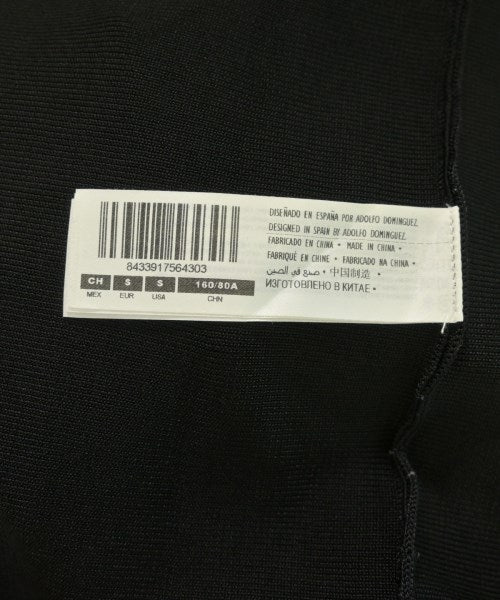 8433917564303
CH S S 160/80A
MEX EUR USA CHN
DISEÑADO EN ESPAÑA POR ADOLFO DOMINGUEZ
DESIGNED IN SPAIN BY ADOLFO DOMINGUEZ
FABRICADO EN CHINA • MADE IN CHINA •
FABRIQUÉ EN CHINE • FABRICADO NA CHINA •
صنع في الصين • 中国制造 •
ИЗГОТОВЛЕНО В КИТАЕ •